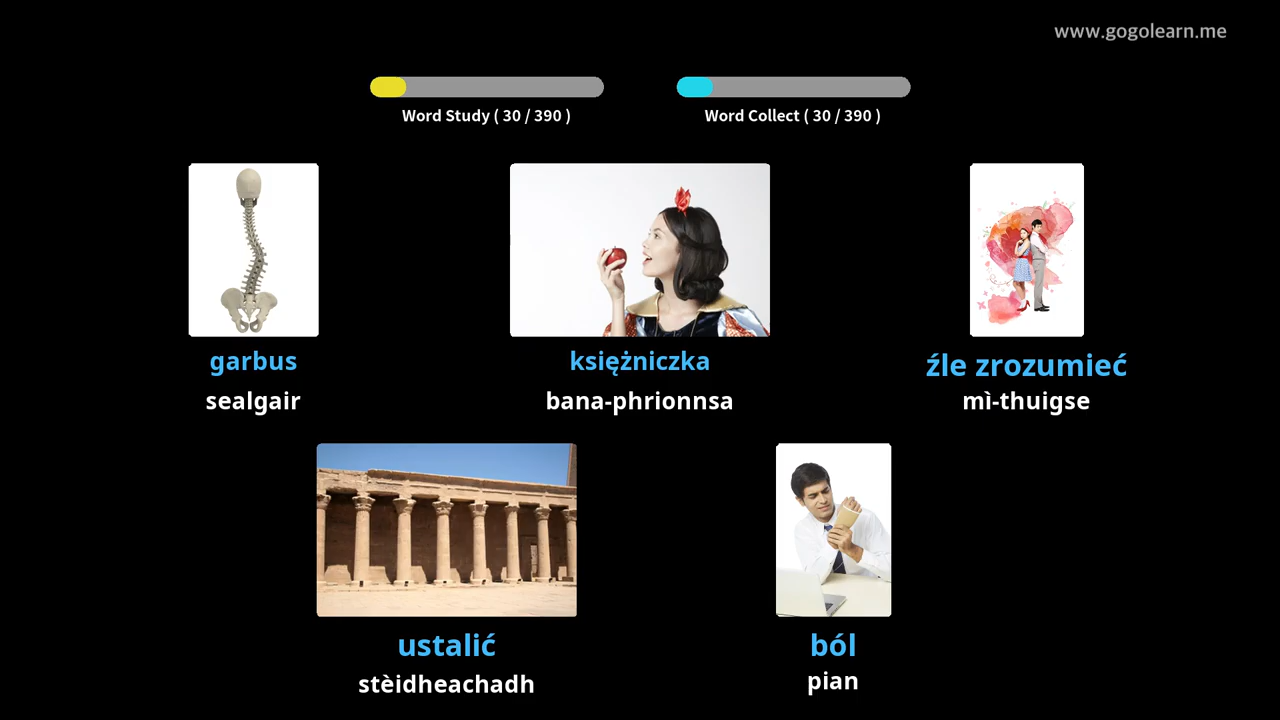 www.gogolearn.me
Word Study ( 30 / 390 )
Word Collect ( 30 / 390 )
garbus
sealgair
księżniczka
bana-phrionnsa
źle zrozumieć
mì-thuigse
ustalić
stèidheachadh
ból
pian